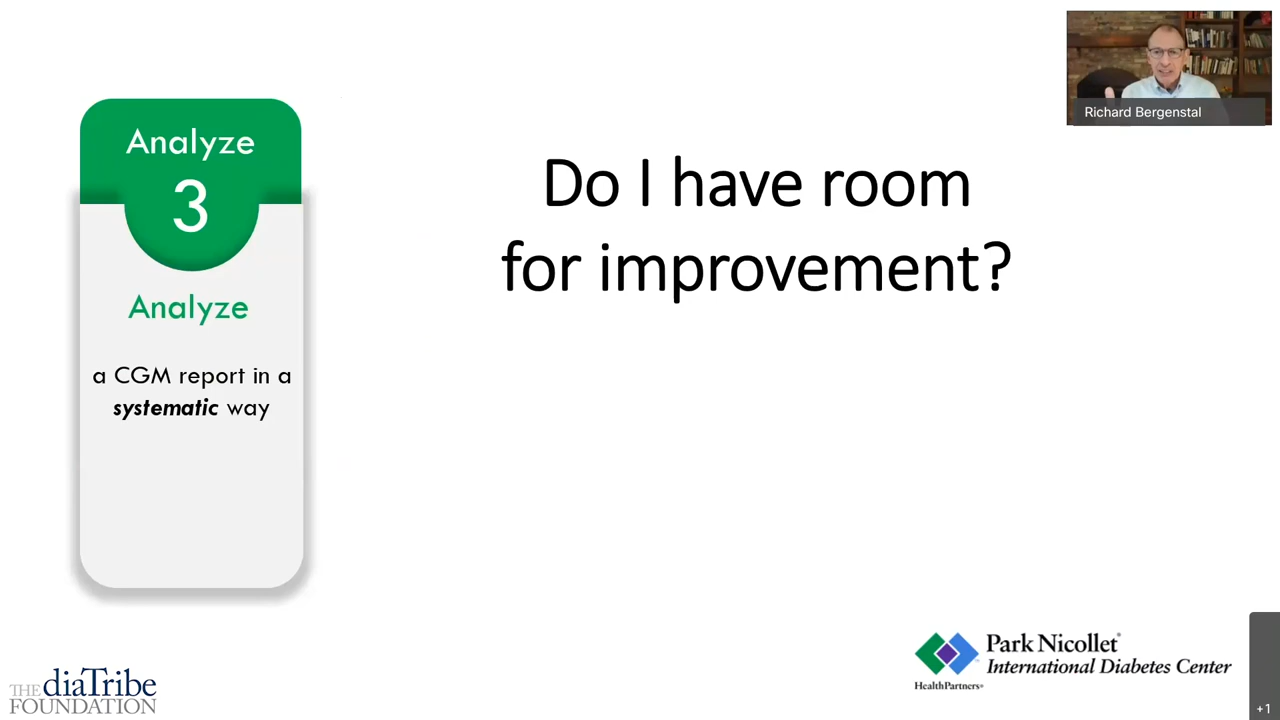 Analyze
3
Analyze
a CGM report in a
systematic way
Do I have room
for improvement?
Richard Bergenstal
THE diaTribe
FOUNDATION
Park Nicollet®
International Diabetes Center
HealthPartners®
+1